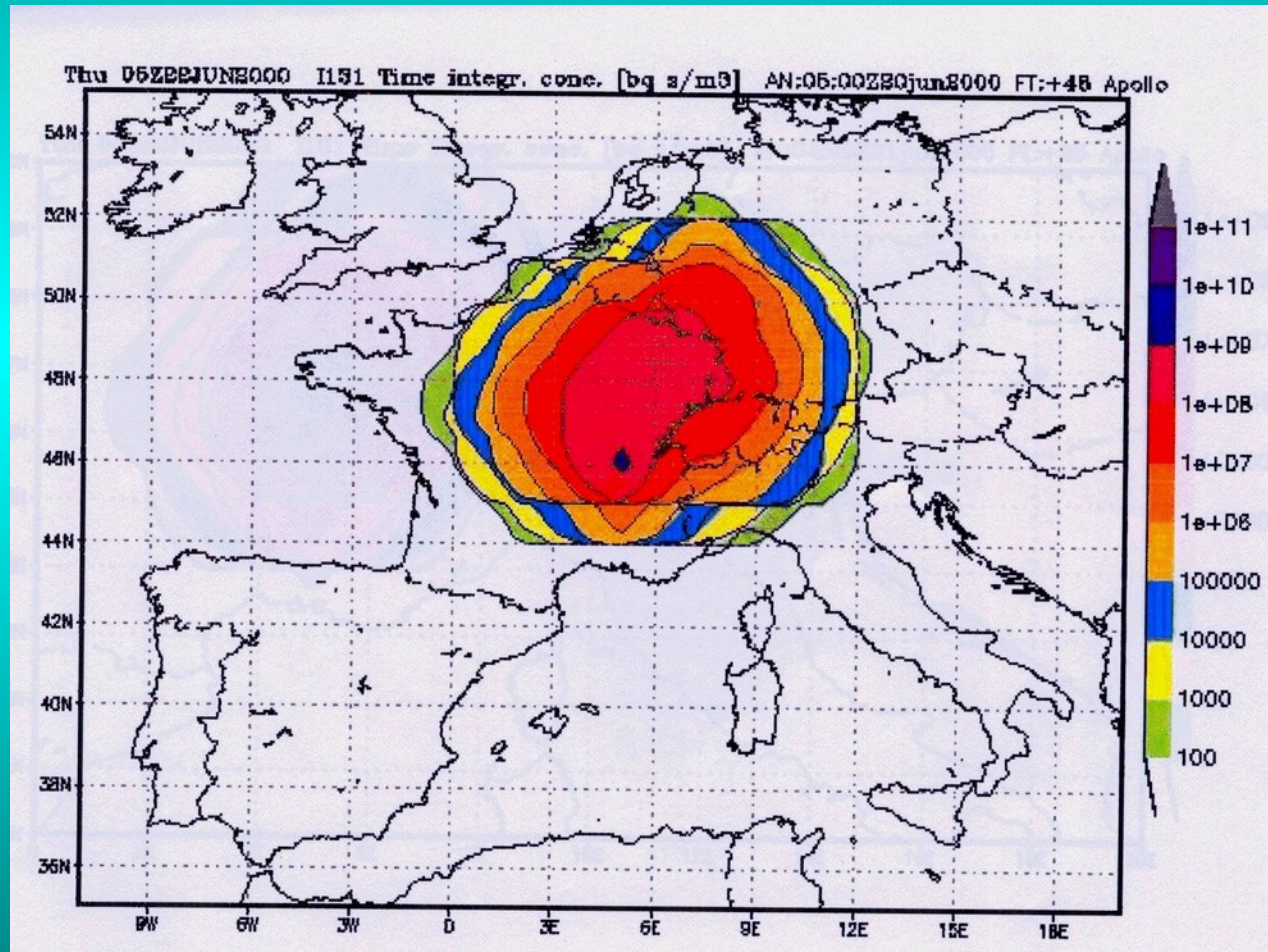 Thu 06Z22JUN2000 I131 Time integr. conc. [bq s/m3] AN:06:00Z20jun2000 FT:+48 Apollo
54N
52N
50N
48N
46N
44N
42N
40N
38N
36N
9W 6W 3W 0 3E 6E 9E 12E 15E 18E
1e+11
1e+10
1e+09
1e+08
1e+07
1e+06
100000
10000
1000
100